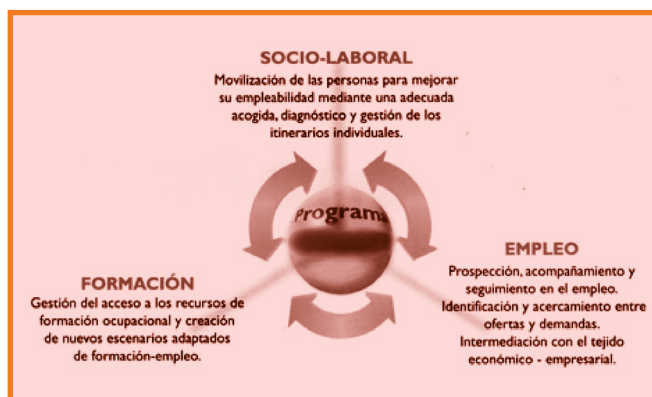 SOCIO-LABORAL
Movilización de las personas para mejorar
su empleabilidad mediante una adecuada
acogida, diagnóstico y gestión de los
itinerarios individuales.
Programa
FORMACIÓN
Gestión del acceso a los recursos de
formación ocupacional y creación
de nuevos escenarios adaptados
de formación-empleo.
EMPLEO
Prospección, acompañamiento y
seguimiento en el empleo.
Identificación y acercamiento entre
ofertas y demandas.
Intermediación con el tejido
económico - empresarial.